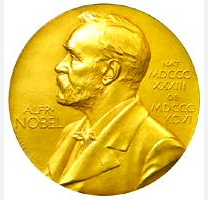 ALFR·
NOBEL
NAT·
MDCCC
XXXIII
OB·
MDCCC
XCVI